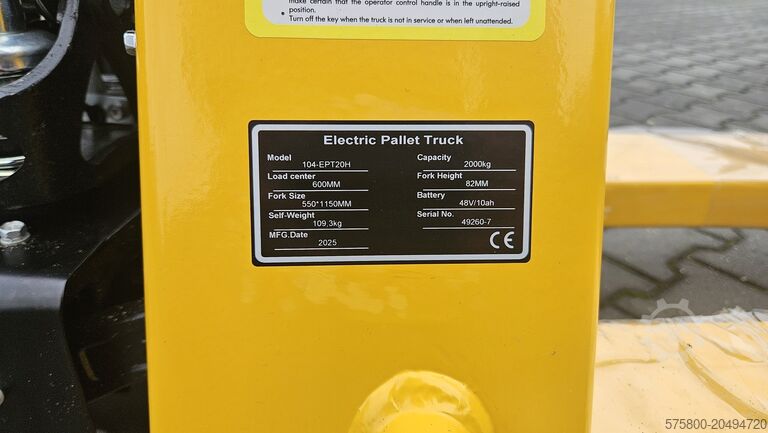 make certain that the operator control handle is in the upright-raised
position.
• Turn off the key when the truck is not in service or when left unattended.
Electric Pallet Truck
Model 104-EPT20H Capacity 2000kg
Load center 600MM Fork Height 82MM
Fork Size 550*1150MM Battery 48V/10ah
Self-Weight 109,3kg Serial No. 49260-7
MFG.Date 2025 CE
575800-20494720